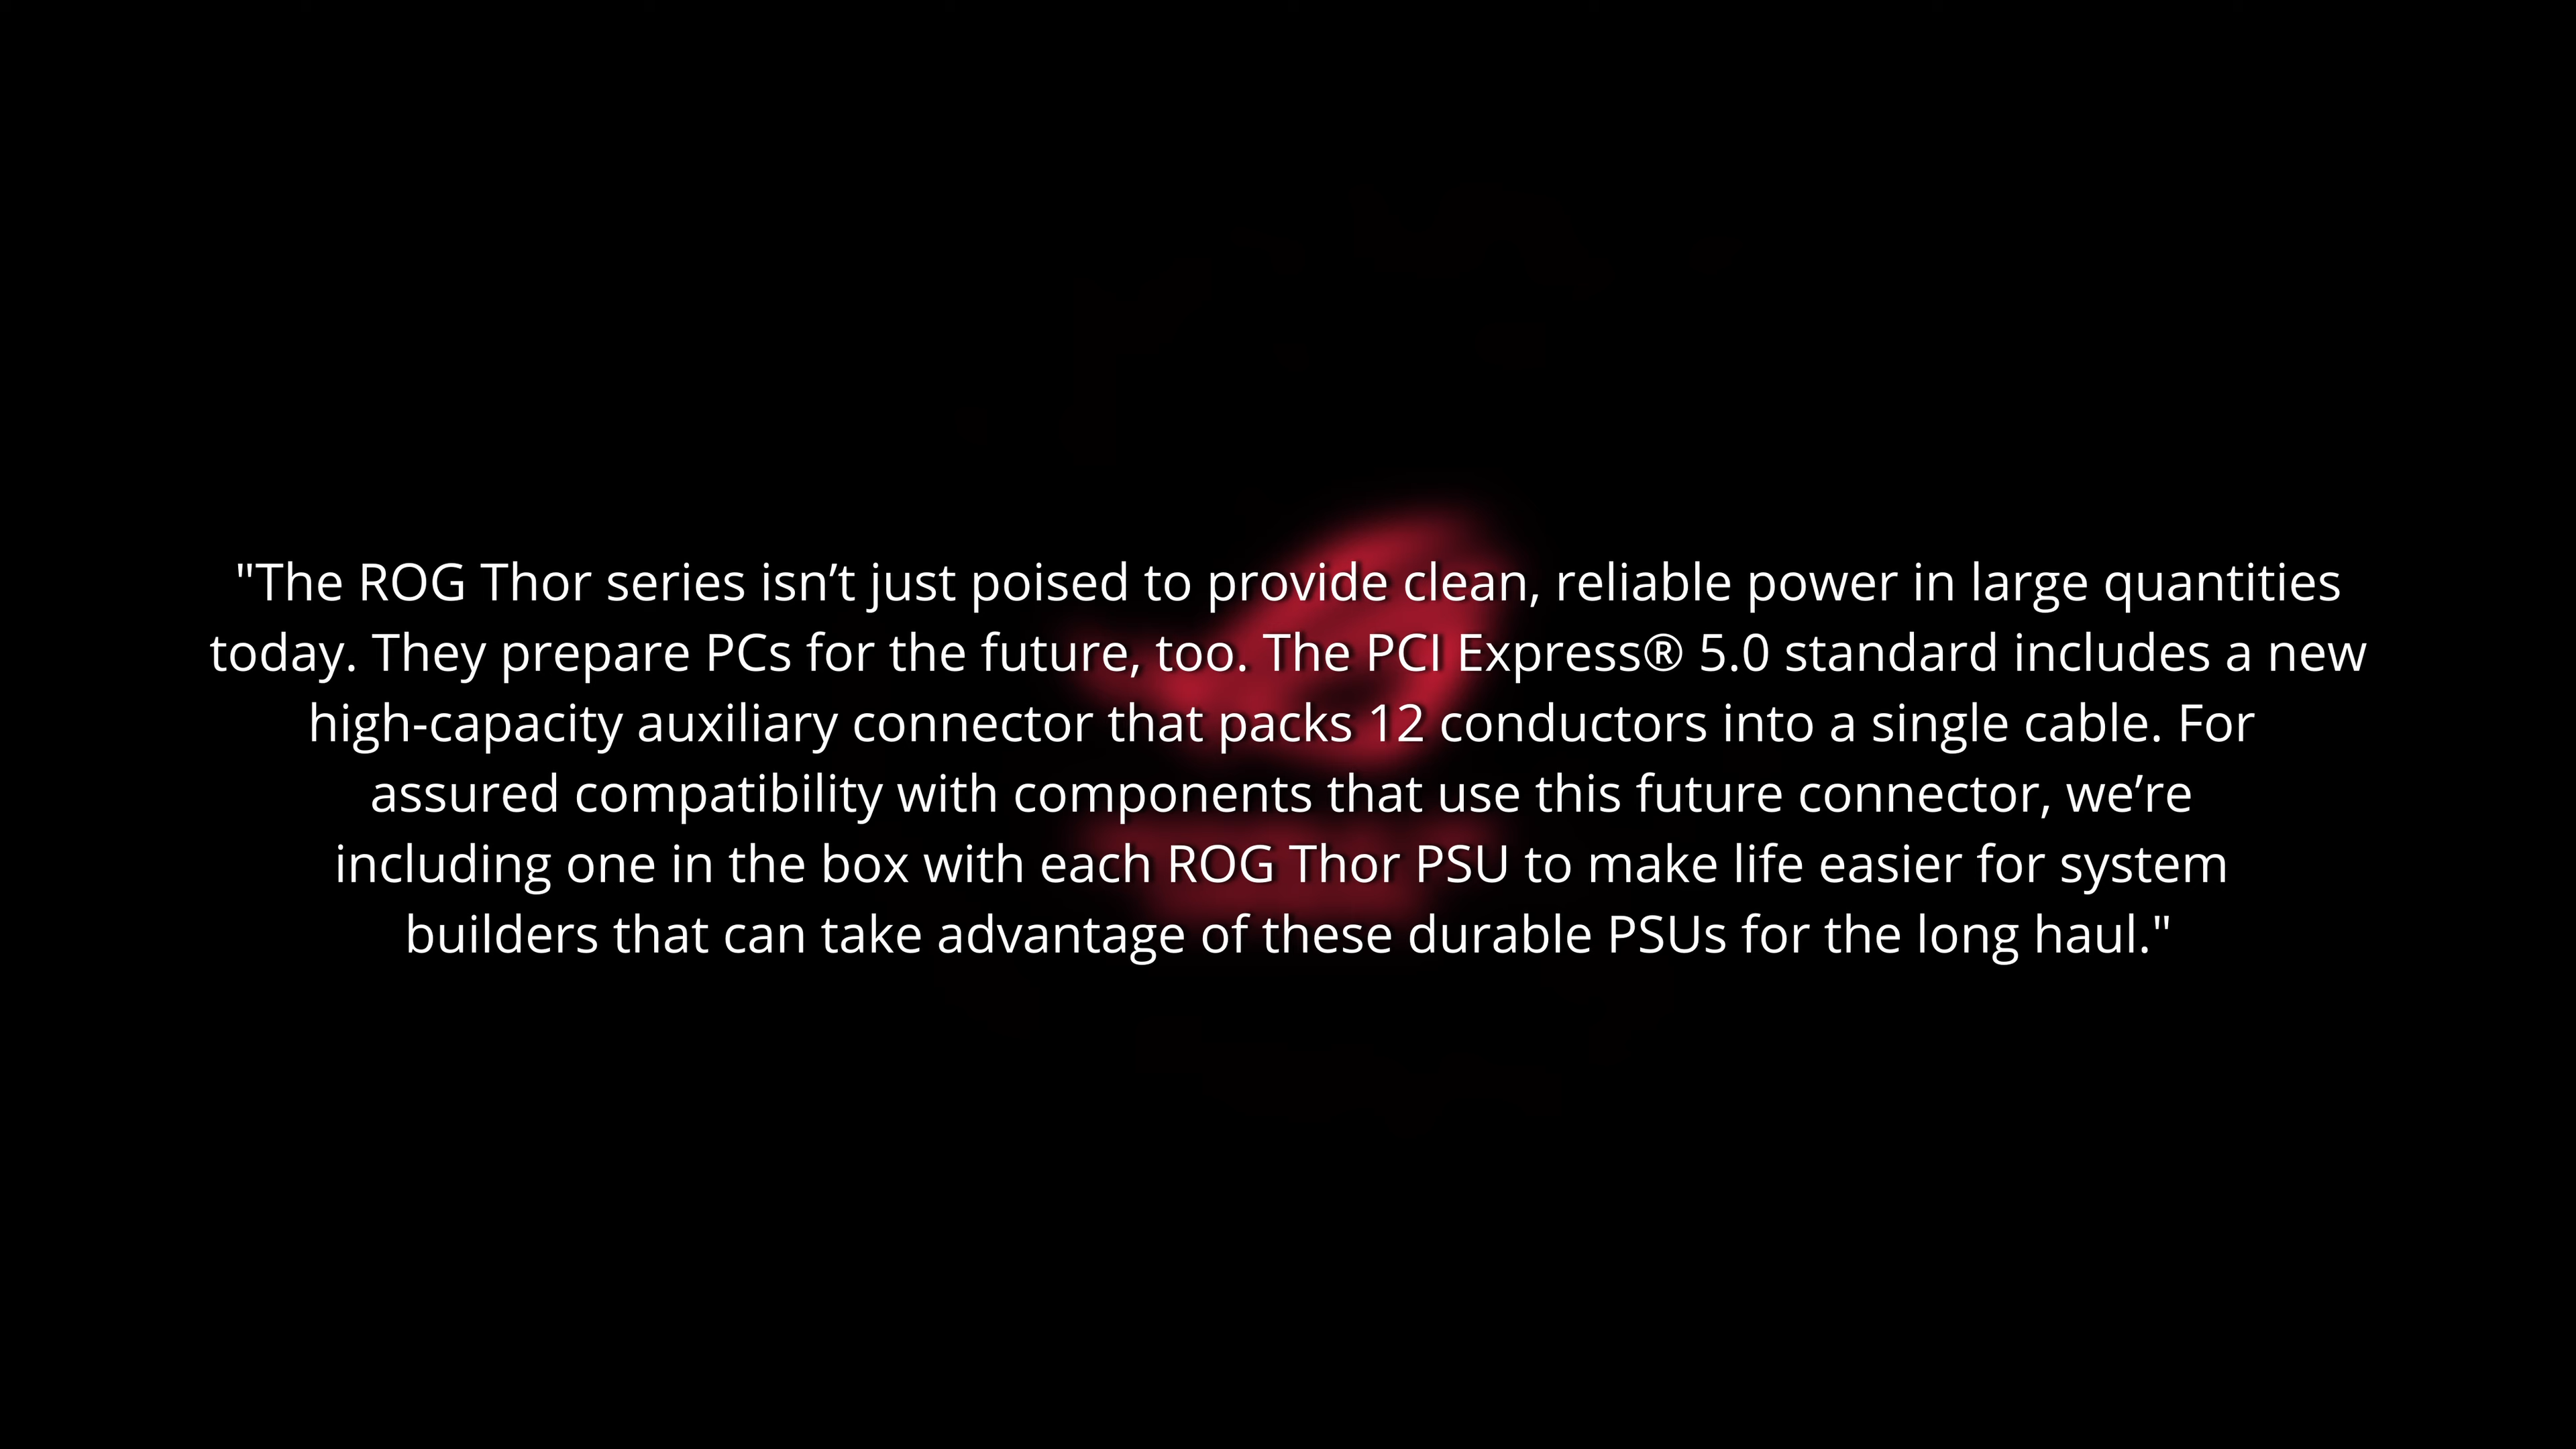 "The ROG Thor series isn’t just poised to provide clean, reliable power in large quantities
today. They prepare PCs for the future, too. The PCI Express® 5.0 standard includes a new
high-capacity auxiliary connector that packs 12 conductors into a single cable. For
assured compatibility with components that use this future connector, we’re
including one in the box with each ROG Thor PSU to make life easier for system
builders that can take advantage of these durable PSUs for the long haul."